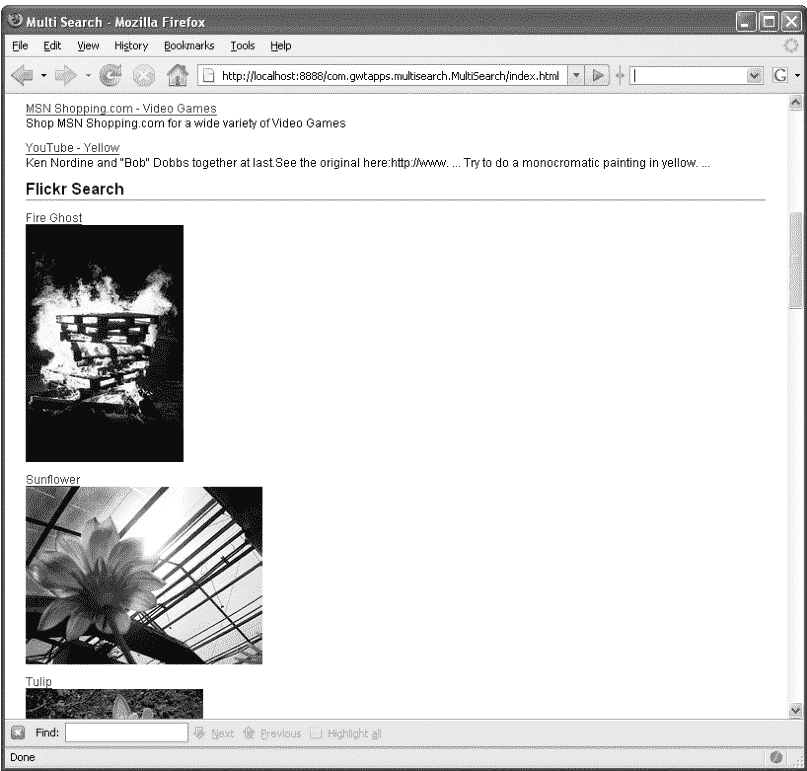 Multi Search - Mozilla Firefox
File Edit View History Bookmarks Tools Help
http://localhost:8888/com.gwtapps.multisearch.MultiSearch/index.html
G
MSN Shopping.com - Video Games
Shop MSN Shopping.com for a wide variety of Video Games
YouTube - Yellow
Ken Nordine and "Bob" Dobbs together at last.See the original here:http://www. ... Try to do a monocromatic painting in yellow. ...
Flickr Search
Fire Ghost
Sunflower
Tulip
Find: Next Previous Highlight all
Done